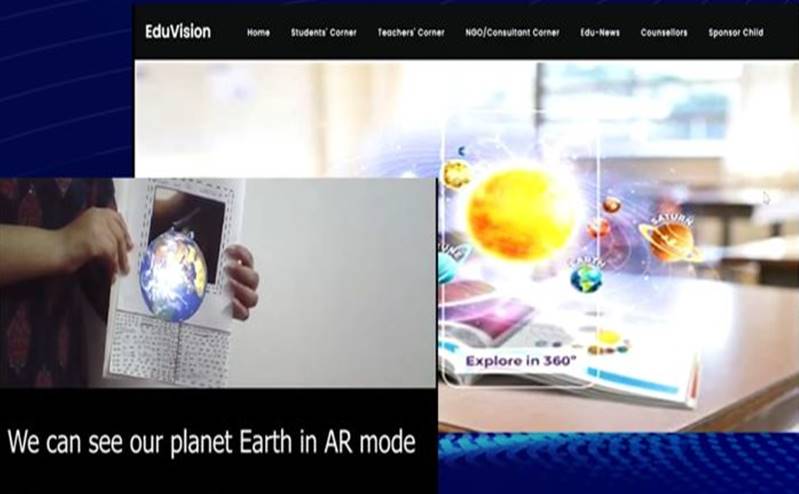 EduVision
Home Students' Corner Teachers' Corner NGO/Consultant Corner Edu-News Counsellors Sponsor Child
SATURN
EARTH
Explore in 360°
We can see our planet Earth in AR mode